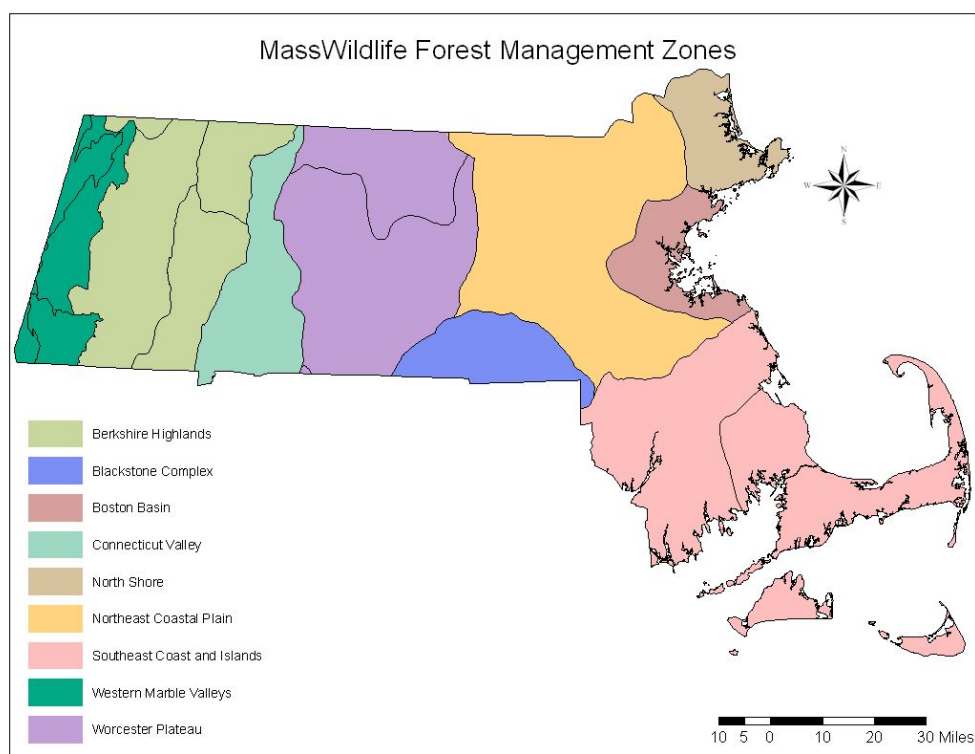 MassWildlife Forest Management Zones
N
W E
S
Berkshire Highlands
Blackstone Complex
Boston Basin
Connecticut Valley
North Shore
Northeast Coastal Plain
Southeast Coast and Islands
Western Marble Valleys
Worcester Plateau
10 5 0 10 20 30 Miles